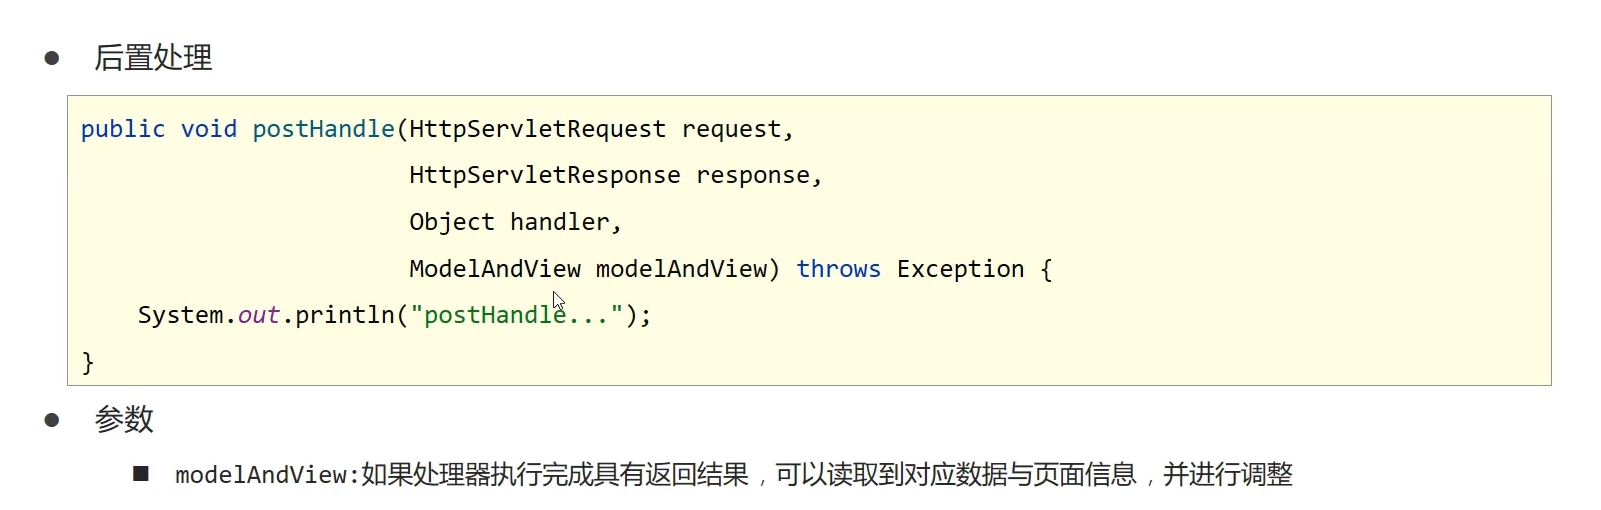 后置处理
public void postHandle(HttpServletRequest request,
HttpServletResponse response,
Object handler,
ModelAndView modelAndView) throws Exception {
System.out.println("postHandle...");
}
参数
modelAndView:如果处理器执行完成具有返回结果，可以读取到对应数据与页面信息，并进行调整